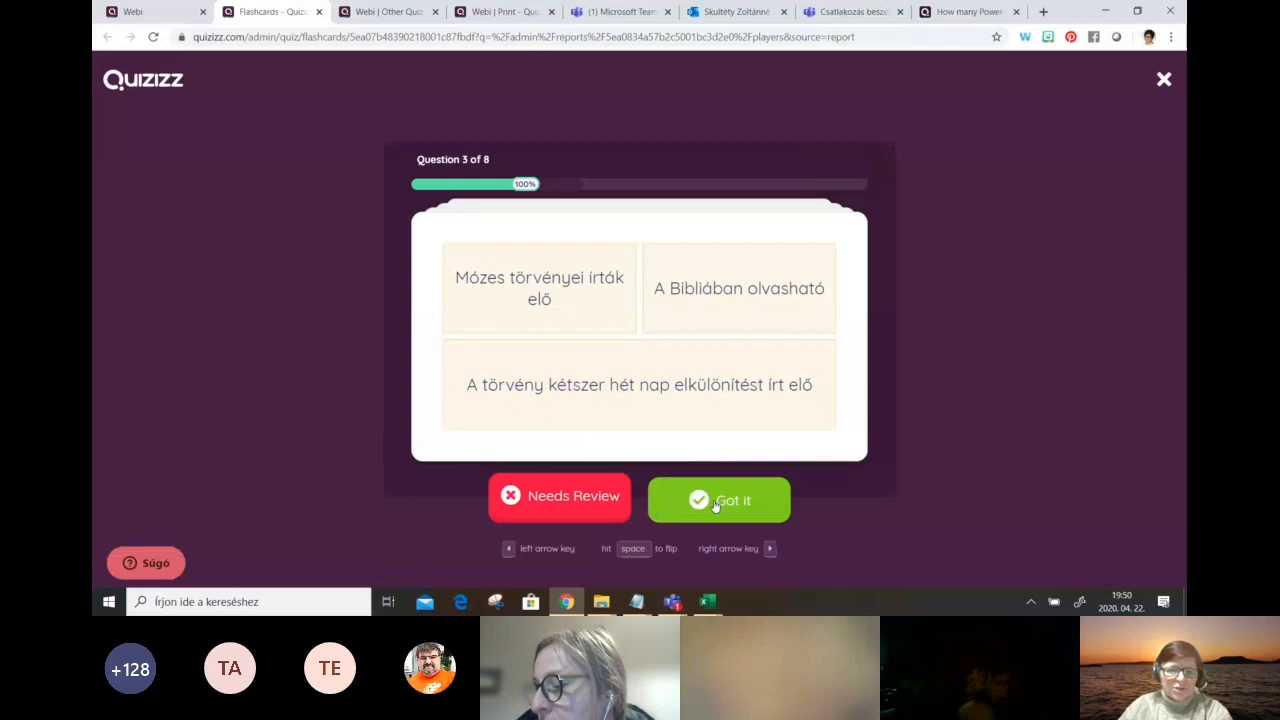 Webi
Flashcards - Quiz
Webi | Other Quiz
Webi | Print - Quiz
(1) Microsoft Team
Skultéty Zoltánné
Csatlakozás beszé
How many Power
quizizz.com/admin/quiz/flashcards/5ea07b48390218001c87fbdf?q=%2Fadmin%2Freports%2F5ea0834a57b2c5001bc3d2e0%2Fplayers&source=report
Quizizz
Question 3 of 8
100%
Mózes törvényei írták
elő
A Bibliában olvasható
A törvény kétszer hét nap elkülönítést írt elő
Needs Review
Got it
left arrow key
hit space to flip
right arrow key
Súgó
Írjon ide a kereséshez
19:50
2020. 04. 22.
+128
TA
TE